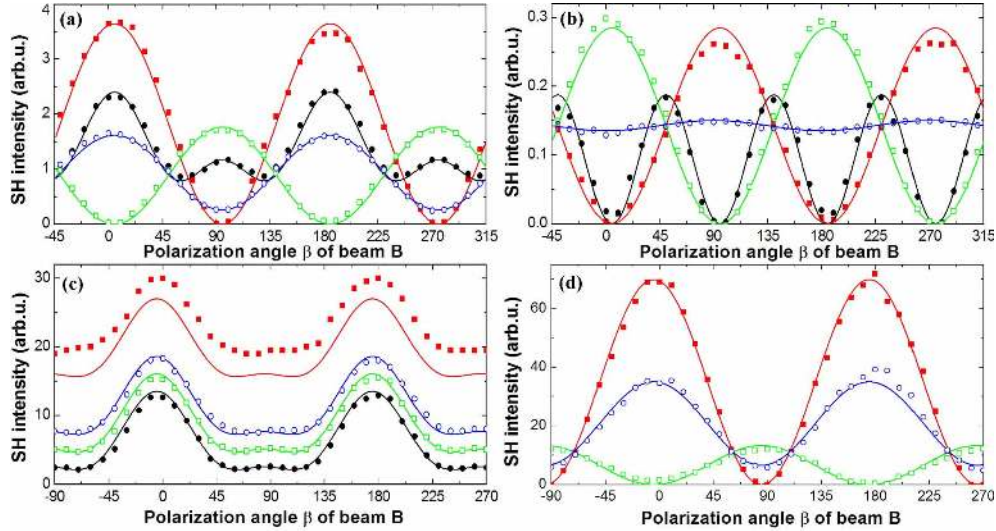 (a)
SH intensity (arb.u.)
4
3
2
1
0
-45 0 45 90 135 180 225 270 315
Polarization angle β of beam B
(b)
SH intensity (arb.u.)
0.3
0.2
0.1
0.0
-45 0 45 90 135 180 225 270 315
Polarization angle β of beam B
(c)
SH intensity (arb.u.)
30
20
10
0
-90 -45 0 45 90 135 180 225 270
Polarization angle β of beam B
(d)
SH intensity (arb.u.)
60
40
20
0
-90 -45 0 45 90 135 180 225 270
Polarization angle β of beam B